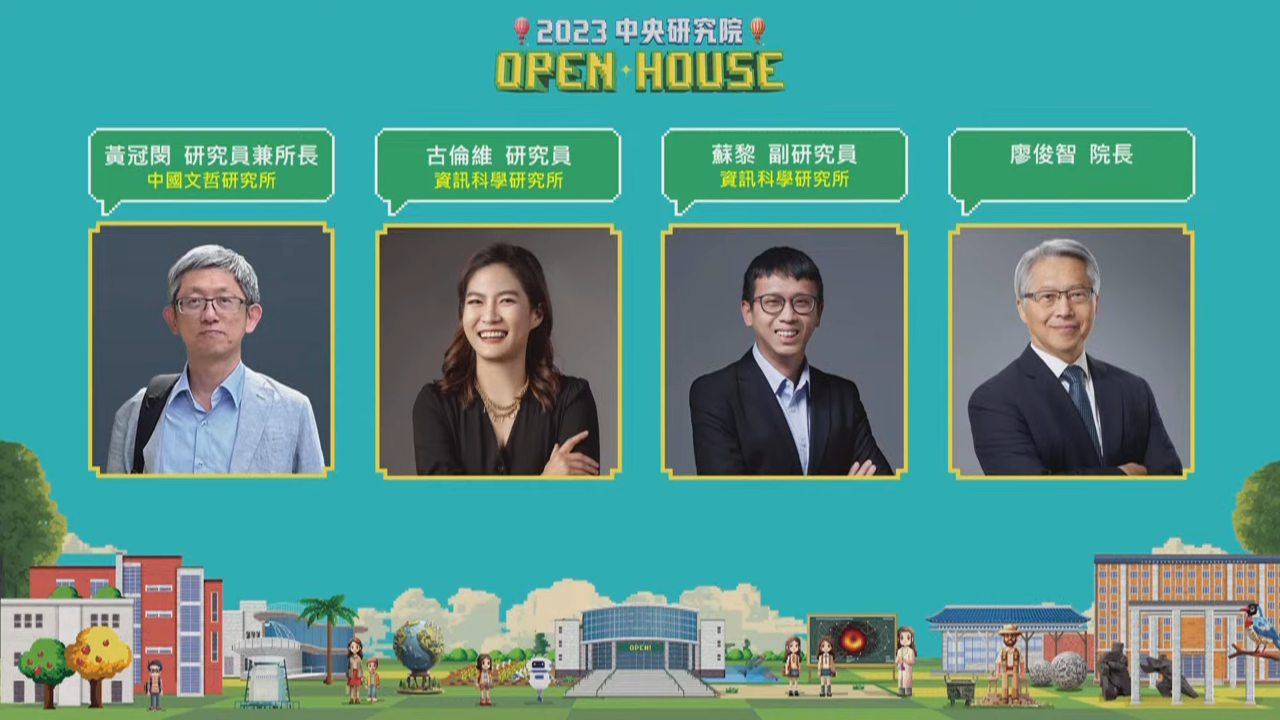 2023 中央研究院
OPEN HOUSE
黃冠閔 研究員兼所長
中國文哲研究所
古倫維 研究員
資訊科學研究所
蘇黎 副研究員
資訊科學研究所
廖俊智 院長
OPEN!